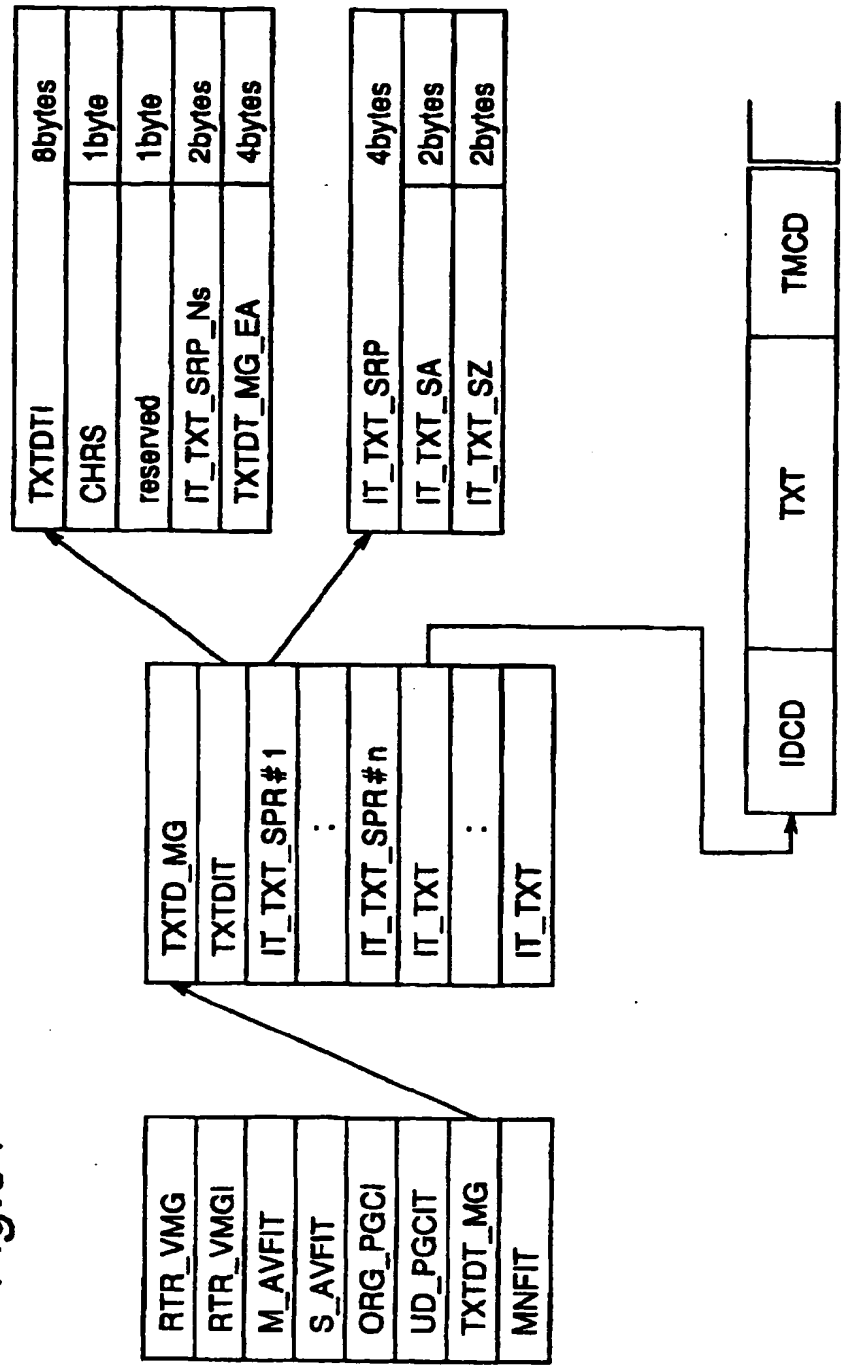 RTR_VMG
RTR_VMGI
M_AVFIT
S_AVFIT
ORG_PGCI
UD_PGCIT
TXTDT_MG
MNFIT
TXTD_MG
TXTDIT
IT_TXT_SPR#1
:
IT_TXT_SPR#n
IT_TXT
:
IT_TXT
TXTDTI 8bytes
CHRS 1byte
reserved 1byte
IT_TXT_SRP_Ns 2bytes
TXTDT_MG_EA 4bytes
IT_TXT_SRP 4bytes
IT_TXT_SA 2bytes
IT_TXT_SZ 2bytes
IDCD TXT TMCD